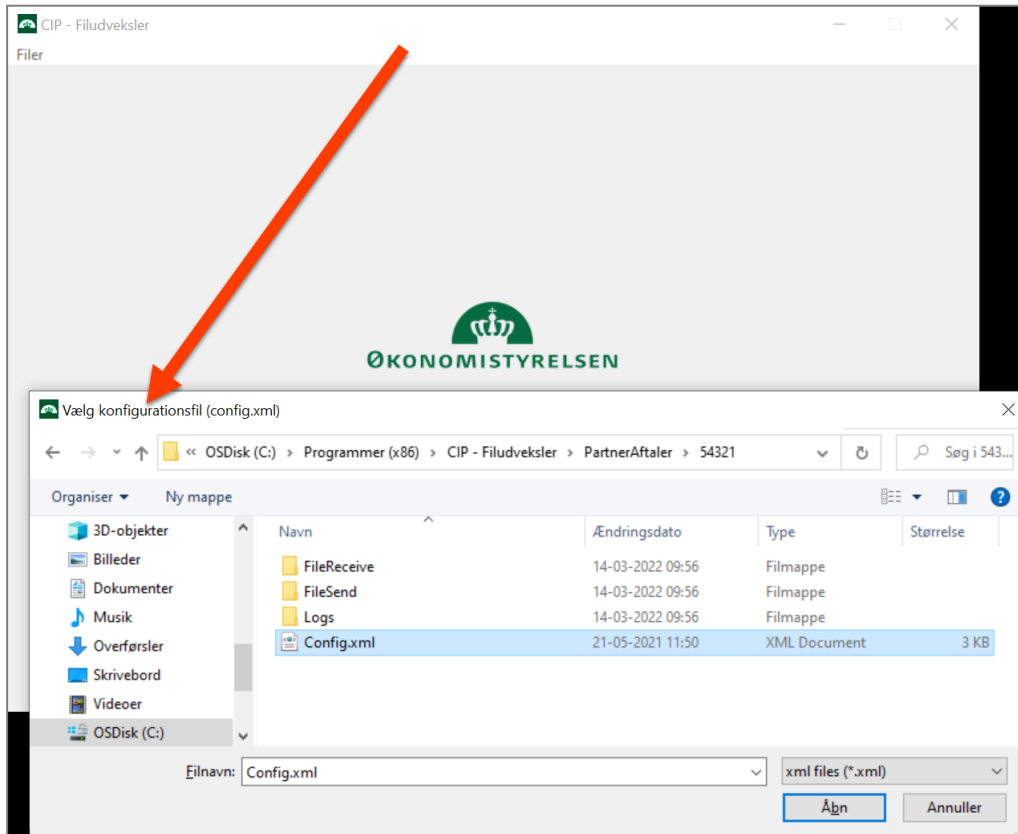 CIP - Filudveksler
Filer
ØKONOMISTYRELSEN
Vælg konfigurationsfil (config.xml)
« OSDisk (C:) › Programmer (x86) › CIP - Filudveksler › PartnerAftaler › 54321
Søg i 543...
Organiser Ny mappe
3D-objekter
Billeder
Dokumenter
Musik
Overførsler
Skrivebord
Videoer
OSDisk (C:)
Navn Ændringsdato Type Størrelse
FileReceive 14-03-2022 09:56 Filmappe
FileSend 14-03-2022 09:56 Filmappe
Logs 14-03-2022 09:56 Filmappe
Config.xml 21-05-2021 11:50 XML Document 3 KB
Filnavn: Config.xml xml files (*.xml)
Åbn Annuller